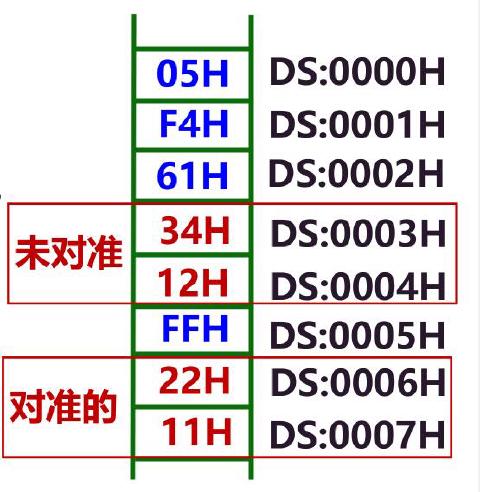 05H DS:0000H
F4H DS:0001H
61H DS:0002H
未对准 34H DS:0003H
12H DS:0004H
FFH DS:0005H
对准的 22H DS:0006H
11H DS:0007H